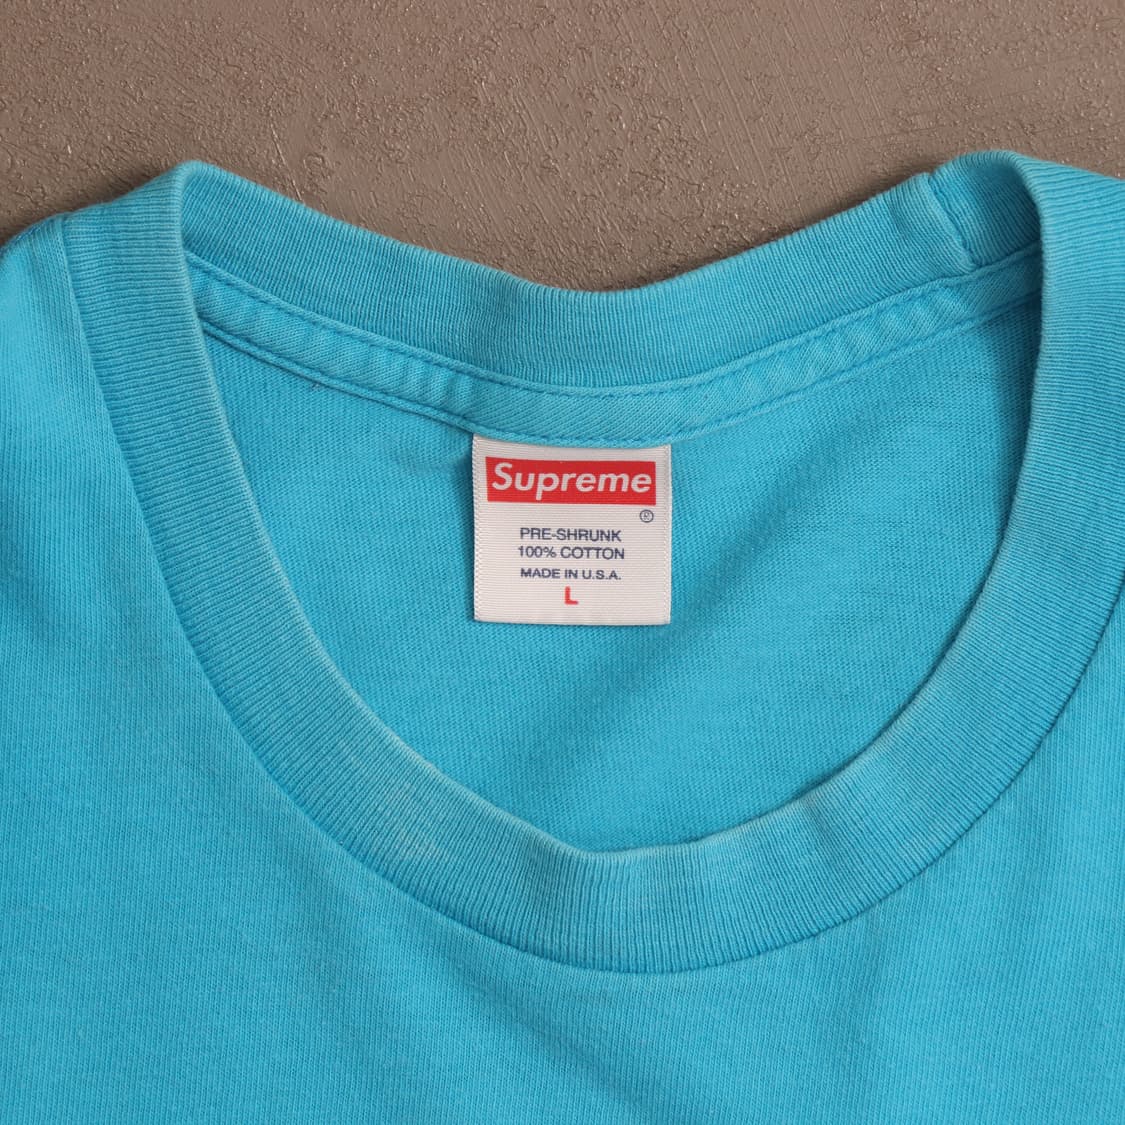 Supreme
®
PRE-SHRUNK
100% COTTON
MADE IN U.S.A.
L